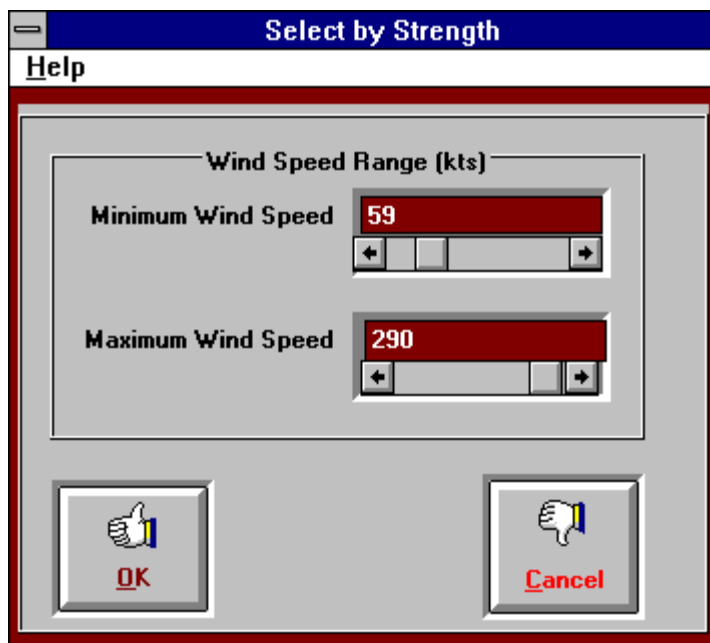 Select by Strength
Help
Wind Speed Range (kts)
Minimum Wind Speed 59
Maximum Wind Speed 290
OK Cancel